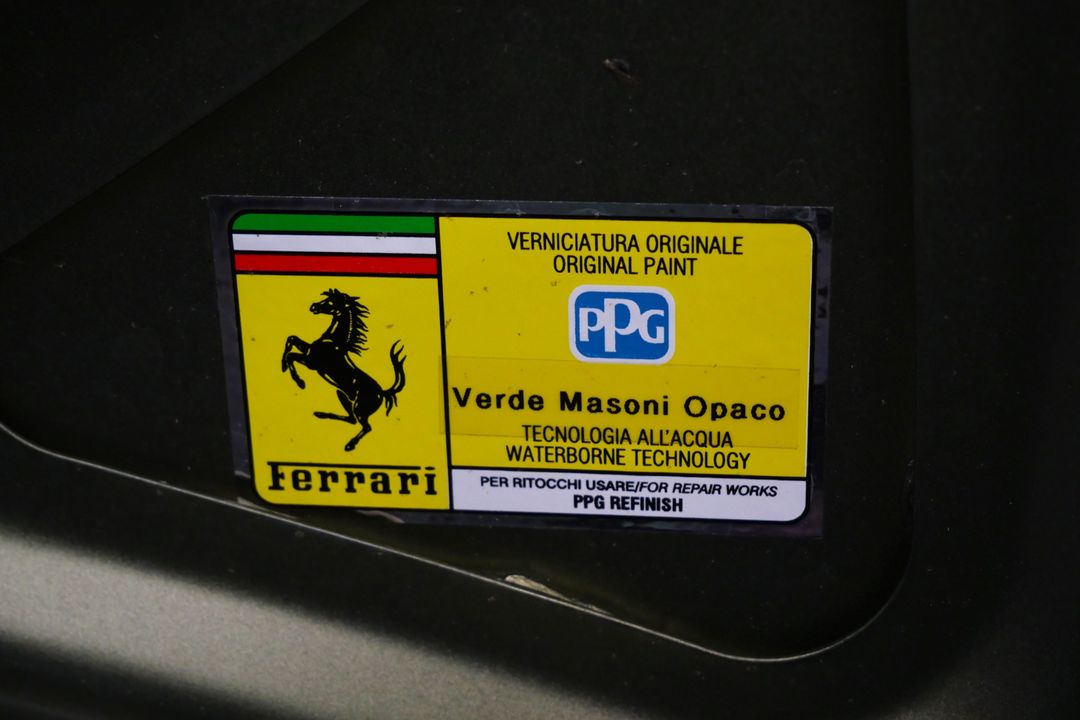 Ferrari
VERNICIATURA ORIGINALE
ORIGINAL PAINT
PPG
Verde Masoni Opaco
TECNOLOGIA ALL'ACQUA
WATERBORNE TECHNOLOGY
PER RITOCCHI USARE/FOR REPAIR WORKS
PPG REFINISH